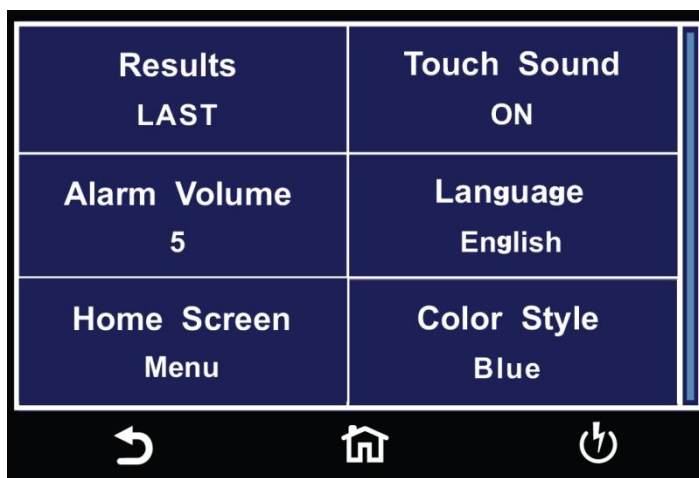 Results
LAST
Touch Sound
ON
Alarm Volume
5
Language
English
Home Screen
Menu
Color Style
Blue